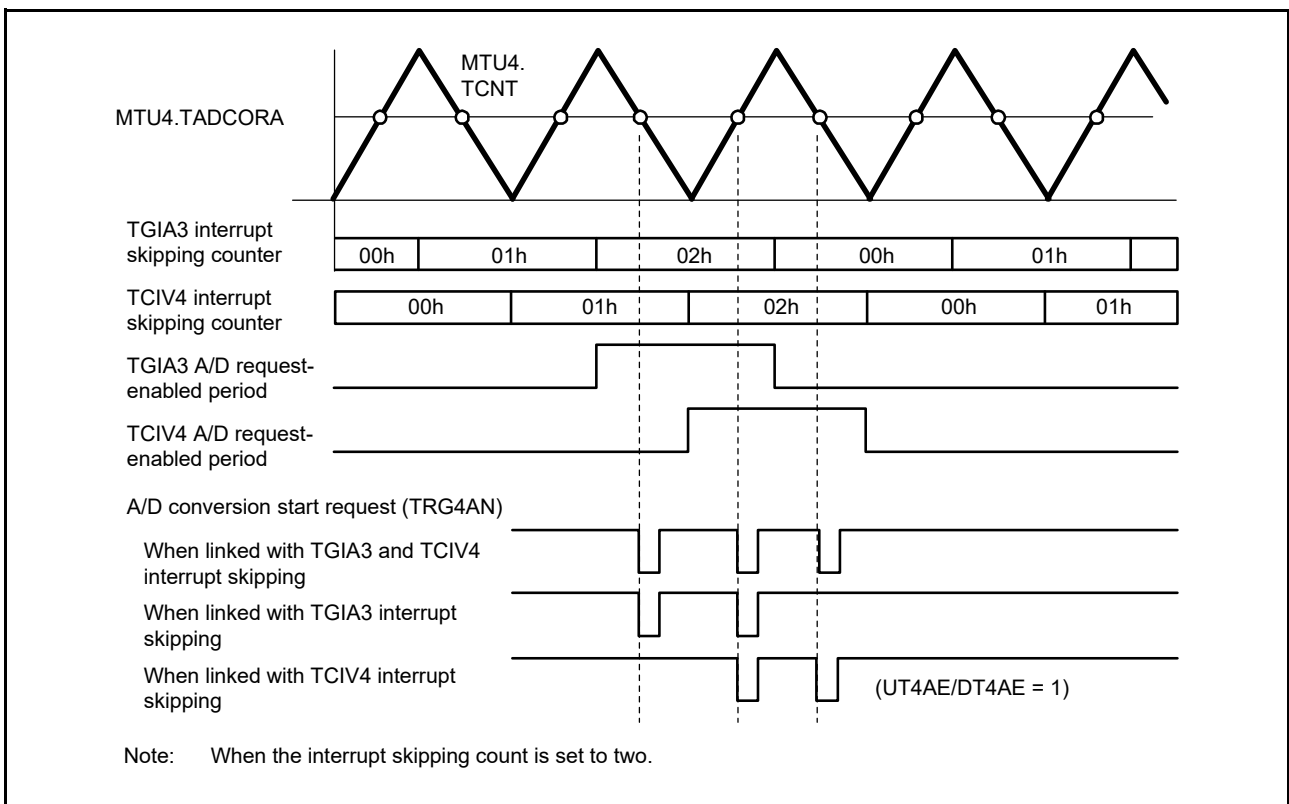 MTU4.
TCNT
MTU4.TADCORA
TGIA3 interrupt
skipping counter
00h 01h 02h 00h 01h
TCIV4 interrupt
skipping counter
00h 01h 02h 00h 01h
TGIA3 A/D request-
enabled period
TCIV4 A/D request-
enabled period
A/D conversion start request (TRG4AN)
When linked with TGIA3 and TCIV4
interrupt skipping
When linked with TGIA3 interrupt
skipping
When linked with TCIV4 interrupt
skipping
(UT4AE/DT4AE = 1)
Note: When the interrupt skipping count is set to two.